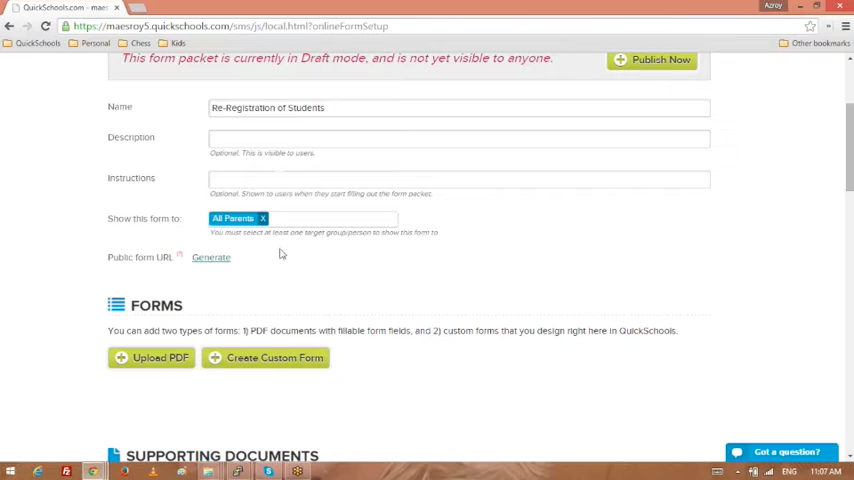 QuickSchools.com - maes
Azroy
https://maesroy5.quickschools.com/sms/js/local.html?onlineFormSetup
QuickSchools Personal Chess Kids Other bookmarks
This form packet is currently in Draft mode, and is not yet visible to anyone.
Publish Now
Name
Re-Registration of Students
Description
Optional. This is visible to users.
Instructions
Optional. Shown to users when they start filling out the form packet.
Show this form to:
All Parents X
You must select at least one target group/person to show this form to
Public form URL [?] Generate
FORMS
You can add two types of forms: 1) PDF documents with fillable form fields, and 2) custom forms that you design right here in QuickSchools.
Upload PDF Create Custom Form
SUPPORTING DOCUMENTS
Got a question?
ENG 11:07 AM